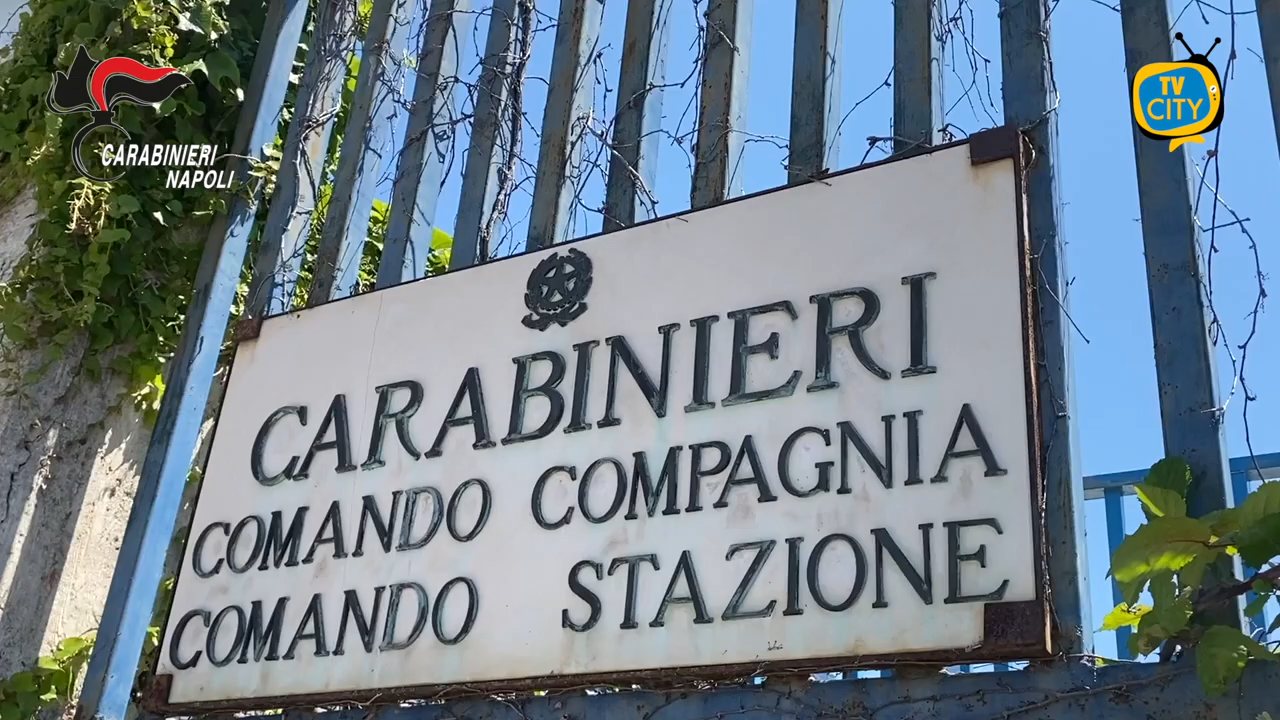 CARABINIERI
NAPOLI
TV
CITY
CARABINIERI
COMANDO COMPAGNIA
COMANDO STAZIONE